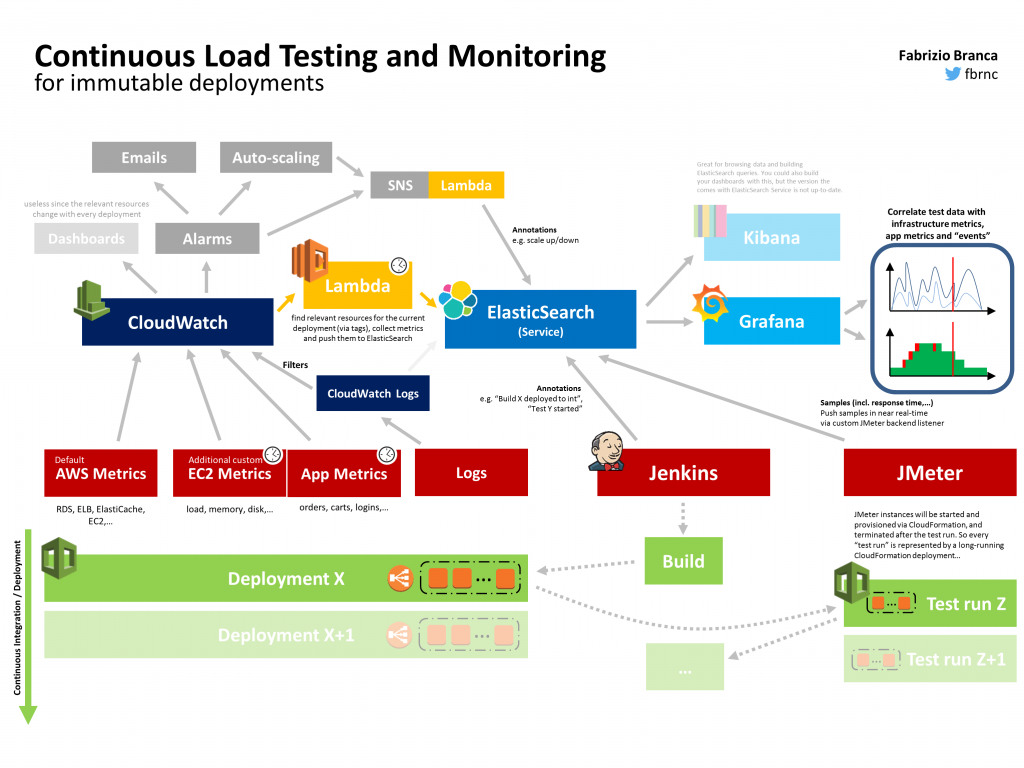 Continuous Load Testing and Monitoring
for immutable deployments
Fabrizio Branca
fbrnc
Emails
Auto-scaling
SNS
Lambda
useless since the relevant resources
change with every deployment
Dashboards
Alarms
Great for browsing data and building
ElasticSearch queries. You could also build
your dashboards with this, but the version the
comes with ElasticSearch Service is not up-to-date.
Annotations
e.g. scale up/down
Kibana
Correlate test data with
infrastructure metrics,
app metrics and “events”
CloudWatch
Lambda
find relevant resources for the current
deployment (via tags), collect metrics
and push them to ElasticSearch
ElasticSearch
(Service)
Grafana
Filters
CloudWatch Logs
Annotations
e.g. “Build X deployed to int”,
“Test Y started”
Samples (incl. response time,...)
Push samples in near real-time
via custom JMeter backend listener
Default
AWS Metrics
Additional custom
EC2 Metrics
App Metrics
Logs
Jenkins
JMeter
RDS, ELB, ElastiCache,
EC2,...
load, memory, disk,...
orders, carts, logins,...
JMeter instances will be started and
provisioned via CloudFormation, and
terminated after the test run. So every
“test run” is represented by a long-running
CloudFormation deployment...
Continuous Integration / Deployment
Deployment X
...
Build
... Test run Z
Deployment X+1
...
...
... Test run Z+1